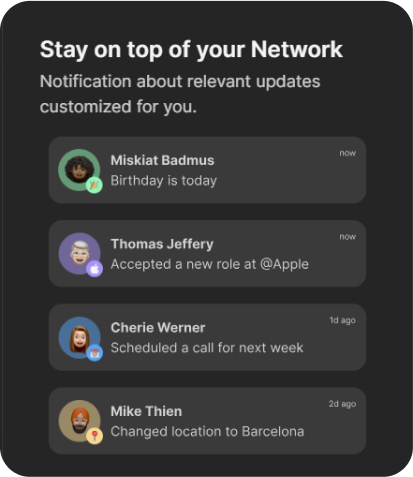 Stay on top of your Network
Notification about relevant updates
customized for you.
Miskiat Badmus
now
Birthday is today
Thomas Jeffery
now
Accepted a new role at @Apple
Cherie Werner
1d ago
Scheduled a call for next week
Mike Thien
2d ago
Changed location to Barcelona